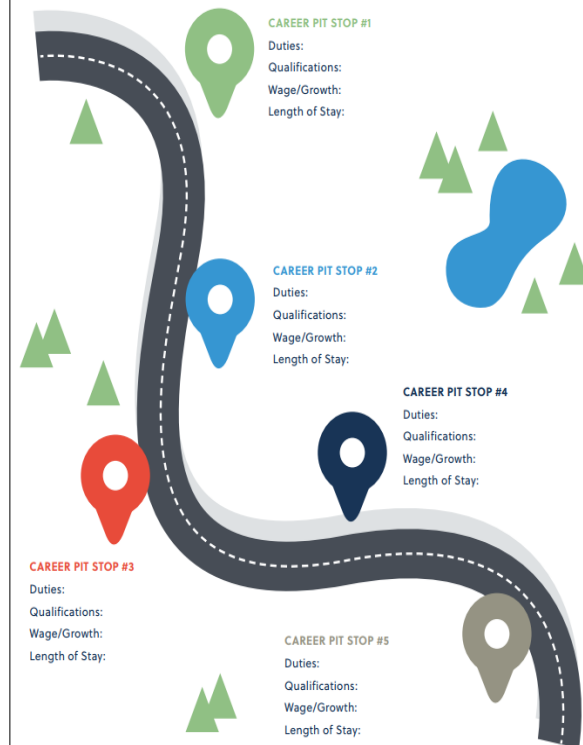 CAREER PIT STOP #1
Duties:
Qualifications:
Wage/Growth:
Length of Stay:
CAREER PIT STOP #2
Duties:
Qualifications:
Wage/Growth:
Length of Stay:
CAREER PIT STOP #3
Duties:
Qualifications:
Wage/Growth:
Length of Stay:
CAREER PIT STOP #4
Duties:
Qualifications:
Wage/Growth:
Length of Stay:
CAREER PIT STOP #5
Duties:
Qualifications:
Wage/Growth:
Length of Stay: